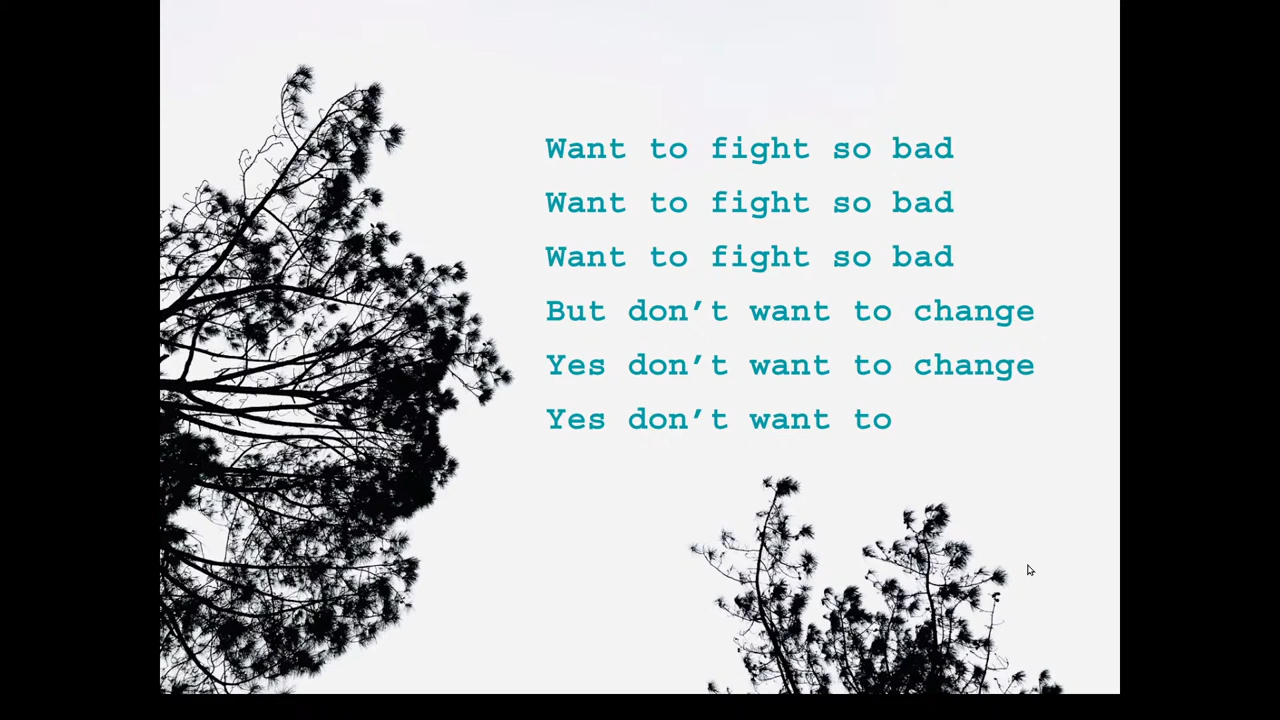 Want to fight so bad
Want to fight so bad
Want to fight so bad
But don’t want to change
Yes don’t want to change
Yes don’t want to